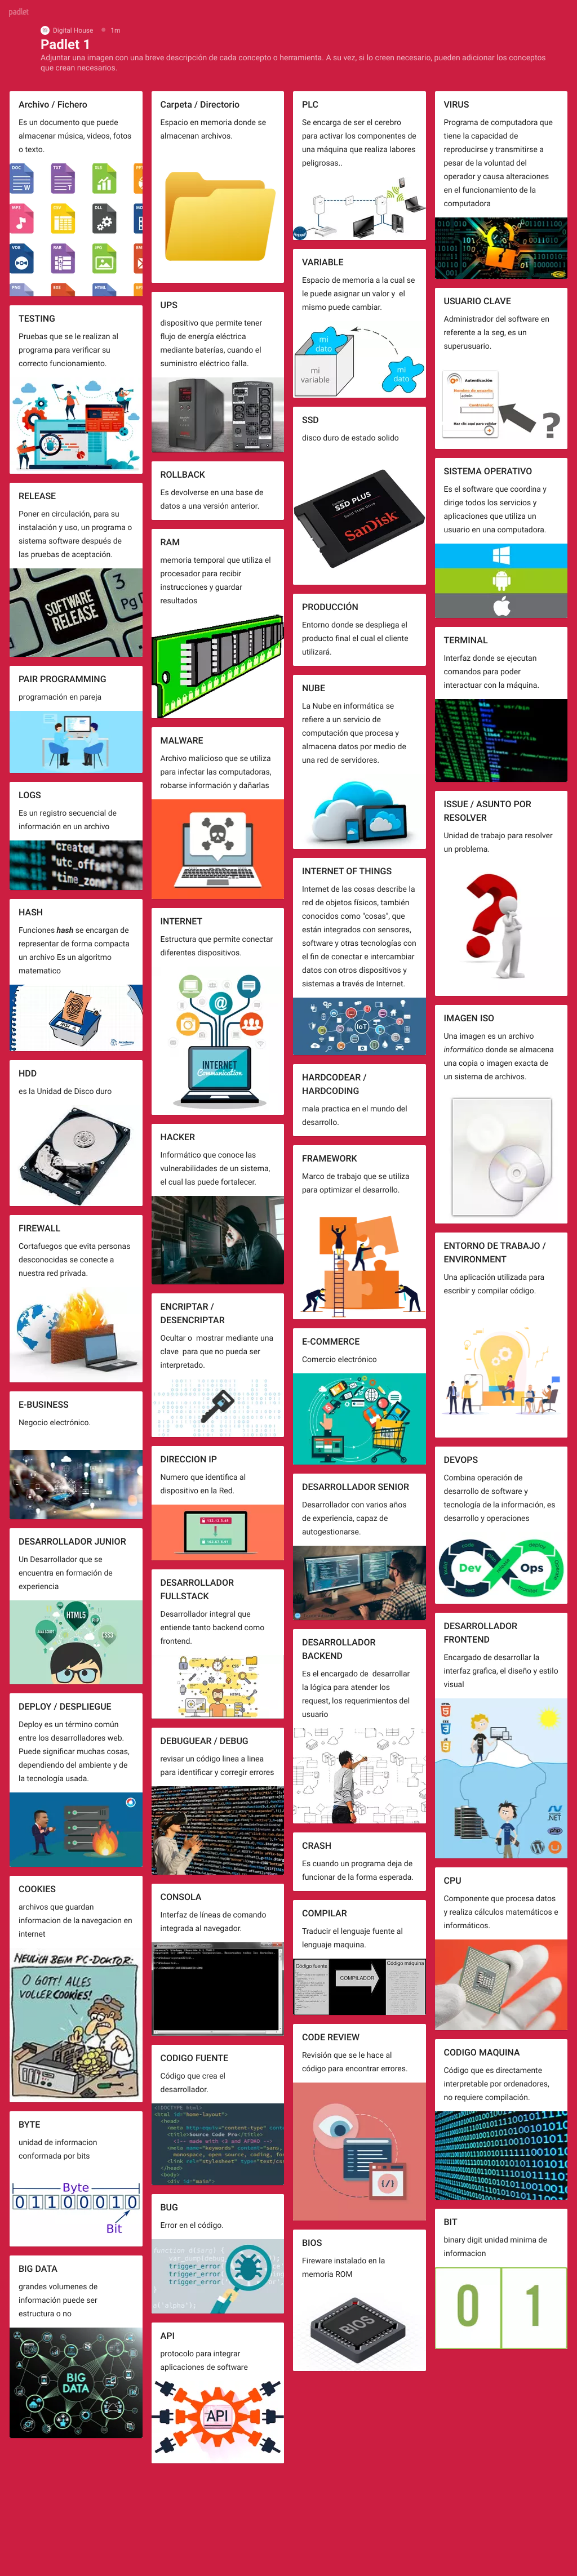 padlet
Digital House
1m
Padlet 1
Adjuntar una imagen con una breve descripción de cada concepto o herramienta. A su vez, si lo creen necesario, pueden adicionar los conceptos
que crean necesarios.
Archivo / Fichero
Es un documento que puede
almacenar música, videos, fotos
o texto.
DOC
TXT
XLS
MP3
VOB
RAR
JPG
PNG
EXE
HTML
TESTING
Pruebas que se le realizan al
programa para verificar su
correcto funcionamiento.
RELEASE
Poner en circulación, para su
instalación y uso, un programa o
sistema software después de
las pruebas de aceptación.
SOFTWARE
RELEASE
PAIR PROGRAMMING
programación en pareja
LOGS
Es un registro secuencial de
información en un archivo
"created_
"utc_offset
"time_zone"
HASH
Funciones hash se encargan de
representar de forma compacta
un archivo Es un algoritmo
matematico
HASH
HDD
es la Unidad de Disco duro
FIREWALL
Cortafuegos que evita personas
desconocidas se conecte a
nuestra red privada.
E-BUSINESS
Negocio electrónico.
DESARROLLADOR JUNIOR
Un Desarrollador que se
encuentra en formación de
experiencia
HTML5
PHP
DEPLOY / DESPLIEGUE
Deploy es un término común
entre los desarrolladores web.
Puede significar muchas cosas,
dependiendo del ambiente y de
la tecnología usada.
COOKIES
archivos que guardan
informacion de la navegacion en
internet
NEULICH BEIM PC-DOKTOR:
O GOTT! ALLES
VOLLER COOKIES!
BYTE
unidad de informacion
conformada por bits
Byte
0 1 1 0 0 0 1 0
Bit
BIG DATA
grandes volumenes de
información puede ser
estructura o no
BIG
DATA
Carpeta / Directorio
Espacio en memoria donde se
almacenan archivos.
UPS
dispositivo que permite tener
flujo de energía eléctrica
mediante baterías, cuando el
suministro eléctrico falla.
ROLLBACK
Es devolverse en una base de
datos a una versión anterior.
RAM
memoria temporal que utiliza el
procesador para recibir
instrucciones y guardar
resultados
MALWARE
Archivo malicioso que se utiliza
para infectar las computadoras,
robarse información y dañarlas
INTERNET
Estructura que permite conectar
diferentes dispositivos.
INTERNET
Communication
HACKER
Informático que conoce las
vulnerabilidades de un sistema,
el cual las puede fortalecer.
ENCRIPTAR /
DESENCRIPTAR
Ocultar o mostrar mediante una
clave para que no pueda ser
interpretado.
DIRECCION IP
Numero que identifica al
dispositivo en la Red.
DESARROLLADOR
FULLSTACK
Desarrollador integral que
entiende tanto backend como
frontend.
DEBUGUEAR / DEBUG
revisar un código linea a linea
para identificar y corregir errores
CONSOLA
Interfaz de líneas de comando
integrada al navegador.
CODIGO FUENTE
Código que crea el
desarrollador.
BUG
Error en el código.
trigger_error
trigger_error
trigger_error
API
protocolo para integrar
aplicaciones de software
API
PLC
Se encarga de ser el cerebro
para activar los componentes de
una máquina que realiza labores
peligrosas..
VARIABLE
Espacio de memoria a la cual se
le puede asignar un valor y el
mismo puede cambiar.
mi
dato
mi
variable
mi
dato
SSD
disco duro de estado solido
SSD PLUS
SanDisk
PRODUCCIÓN
Entorno donde se despliega el
producto final el cual el cliente
utilizará.
NUBE
La Nube en informática se
refiere a un servicio de
computación que procesa y
almacena datos por medio de
una red de servidores.
INTERNET OF THINGS
Internet de las cosas describe la
red de objetos físicos, también
conocidos como "cosas", que
están integrados con sensores,
software y otras tecnologías con
el fin de conectar e intercambiar
datos con otros dispositivos y
sistemas a través de Internet.
IoT
HARDCODEAR /
HARDCODING
mala practica en el mundo del
desarrollo.
FRAMEWORK
Marco de trabajo que se utiliza
para optimizar el desarrollo.
E-COMMERCE
Comercio electrónico
DESARROLLADOR SENIOR
Desarrollador con varios años
de experiencia, capaz de
autogestionarse.
DESARROLLADOR
BACKEND
Es el encargado de desarrollar
la lógica para atender los
request, los requerimientos del
usuario
CRASH
Es cuando un programa deja de
funcionar de la forma esperada.
COMPILAR
Traducir el lenguaje fuente al
lenguaje maquina.
Código fuente
COMPILADOR
Código máquina
CODE REVIEW
Revisión que se le hace al
código para encontrar errores.
BIOS
Fireware instalado en la
memoria ROM
BIOS
VIRUS
Programa de computadora que
tiene la capacidad de
reproducirse y transmitirse a
pesar de la voluntad del
operador y causa alteraciones
en el funcionamiento de la
computadora
USUARIO CLAVE
Administrador del software en
referente a la seg, es un
superusuario.
Autenticación
Nombre de usuario
admin
Contraseña
Haz clic aquí para validar
?
SISTEMA OPERATIVO
Es el software que coordina y
dirige todos los servicios y
aplicaciones que utiliza un
usuario en una computadora.
TERMINAL
Interfaz donde se ejecutan
comandos para poder
interactuar con la máquina.
ISSUE / ASUNTO POR
RESOLVER
Unidad de trabajo para resolver
un problema.
IMAGEN ISO
Una imagen es un archivo
informático donde se almacena
una copia o imagen exacta de
un sistema de archivos.
ENTORNO DE TRABAJO /
ENVIRONMENT
Una aplicación utilizada para
escribir y compilar código.
DEVOPS
Combina operación de
desarrollo de software y
tecnología de la información, es
desarrollo y operaciones
Dev
Ops
DESARROLLADOR
FRONTEND
Encargado de desarrollar la
interfaz grafica, el diseño y estilo
visual
.NET
php
CPU
Componente que procesa datos
y realiza cálculos matemáticos e
informáticos.
CODIGO MAQUINA
Código que es directamente
interpretable por ordenadores,
no requiere compilación.
BIT
binary digit unidad minima de
informacion
0 1